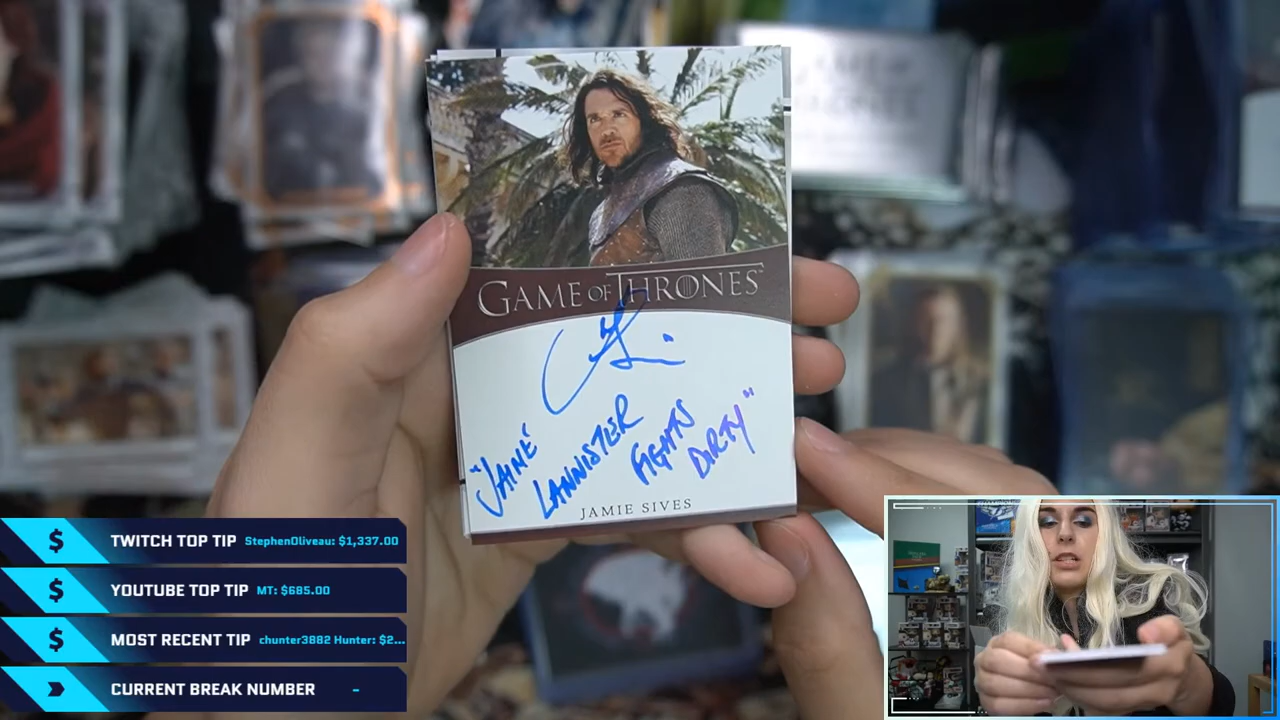 GAME OF THRONES
"JAIME'
LANNISTER
FIGHTS
DIRTY"
JAMIE SIVES
$ TWITCH TOP TIP StephenOliveau: $1,337.00
$ YOUTUBE TOP TIP MT: $685.00
$ MOST RECENT TIP chunter3882 Hunter: $2...
CURRENT BREAK NUMBER -